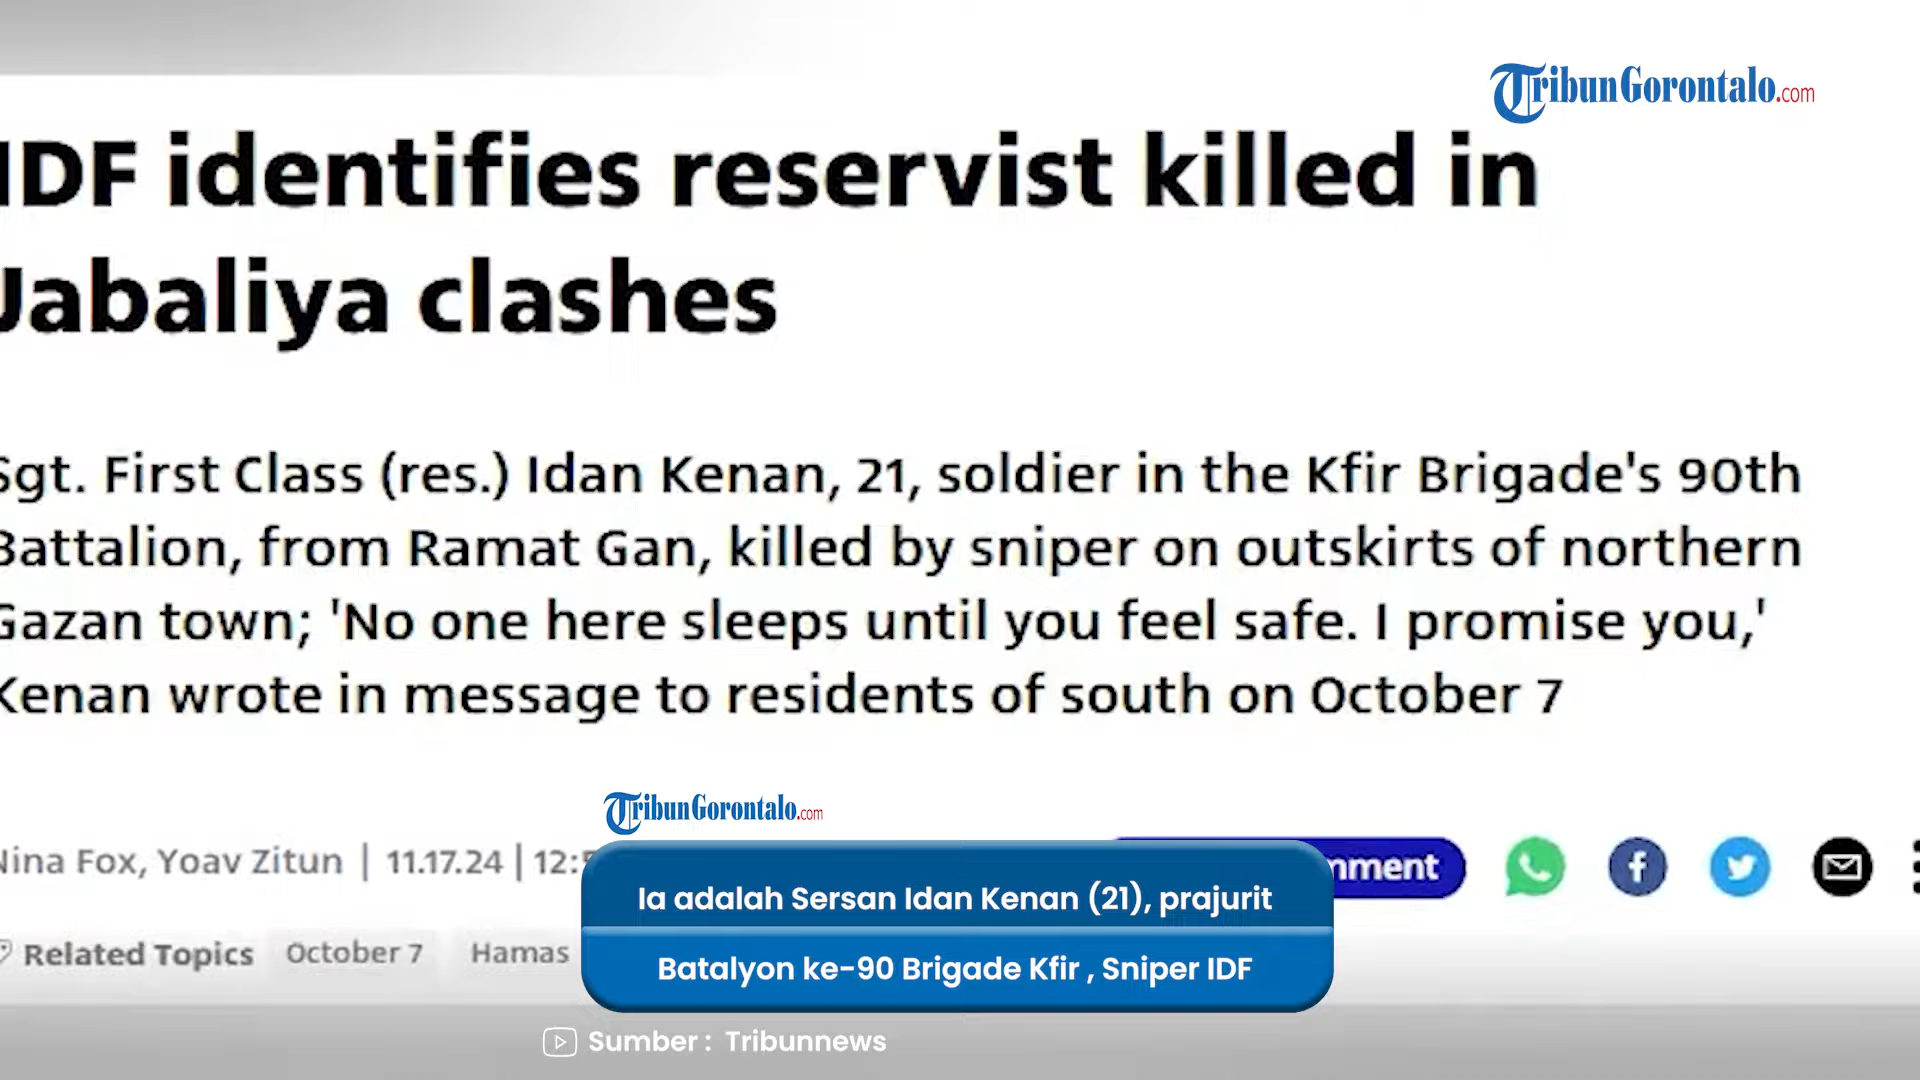 TribunGorontalo.com
IDF identifies reservist killed in
Jabaliya clashes
Sgt. First Class (res.) Idan Kenan, 21, soldier in the Kfir Brigade's 90th
Battalion, from Ramat Gan, killed by sniper on outskirts of northern
Gazan town; 'No one here sleeps until you feel safe. I promise you,'
Kenan wrote in message to residents of south on October 7
TribunGorontalo.com
Nina Fox, Yoav Zitun | 11.17.24 | 12:5
mment
Ia adalah Sersan Idan Kenan (21), prajurit
Related Topics October 7 Hamas
Batalyon ke-90 Brigade Kfir , Sniper IDF
Sumber : Tribunnews